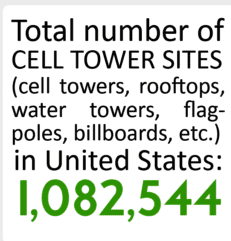 Total number of
CELL TOWER SITES
(cell towers, rooftops,
water towers, flag-
poles, billboards, etc.)
in United States:
1,082,544